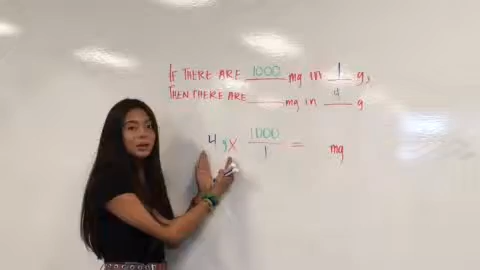 IF THERE ARE 1000 mg in 1 g,
THEN THERE ARE ____ mg in 4 g
4 g x 1000/1 = mg